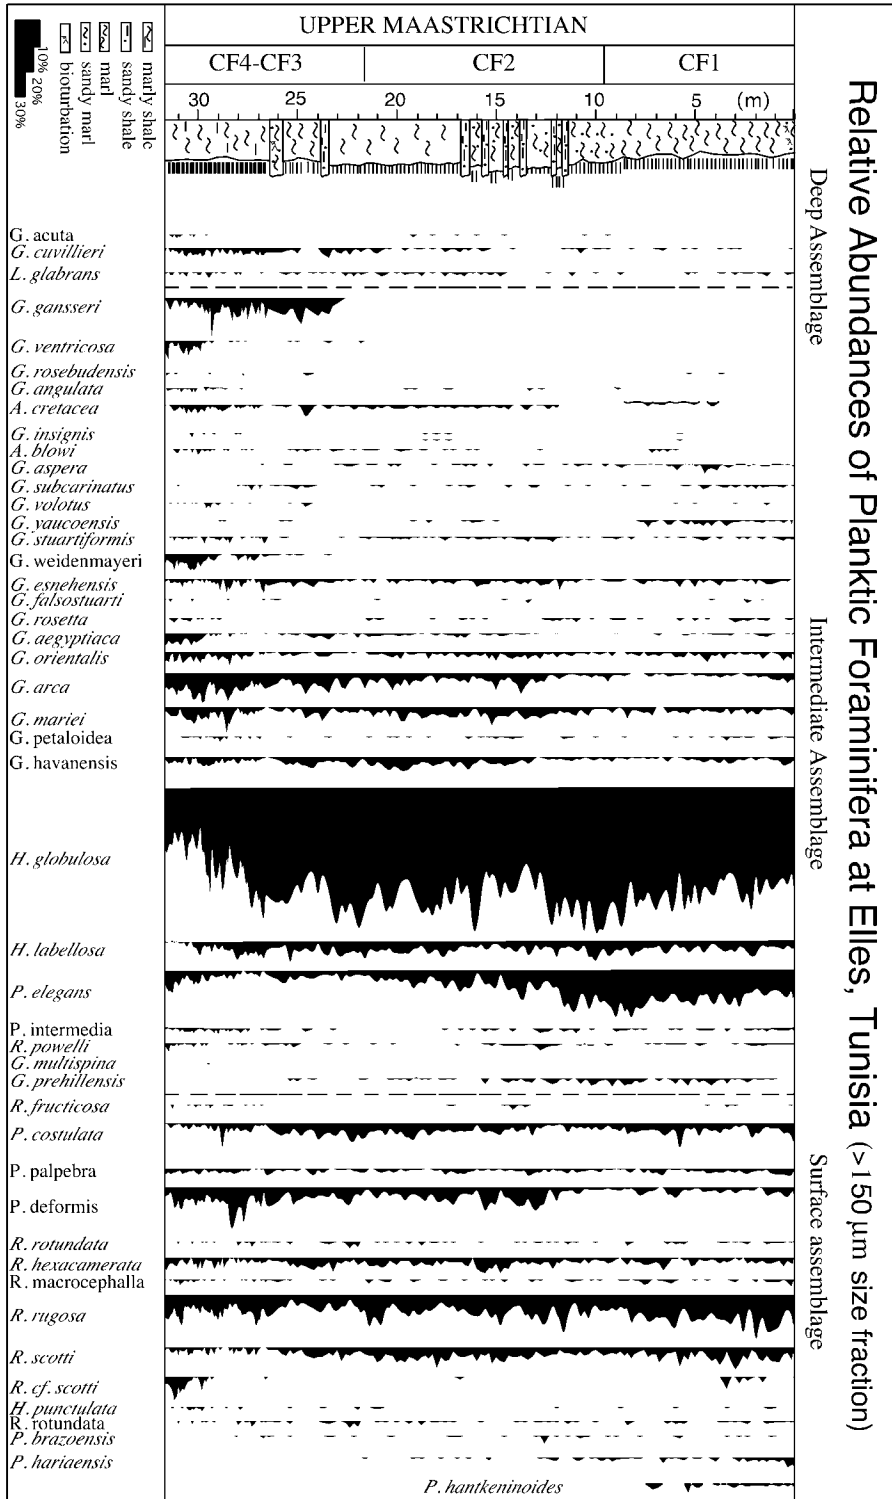 Relative Abundances of Planktic Foraminifera at Elles, Tunisia (>150 µm size fraction)
UPPER MAASTRICHTIAN
CF4-CF3
CF2
CF1
30
25
20
15
10
5
(m)
10%
20%
30%
marly shale
sandy shale
marl
sandy marl
bioturbation
Deep Assemblage
G. acuta
G. cuvillieri
L. glabrans
Intermediate Assemblage
G. gansseri
G. ventricosa
G. rosebudensis
G. angulata
A. cretacea
G. insignis
A. blowi
G. aspera
G. subcarinatus
G. volotus
G. yaucoensis
G. stuartiformis
G. weidenmayeri
G. esnehensis
G. falsostuarti
G. rosetta
G. aegyptiaca
G. orientalis
G. arca
G. mariei
G. petaloidea
G. havanensis
H. globulosa
H. labellosa
P. elegans
P. intermedia
R. powelli
G. multispina
G. prehillensis
Surface assemblage
R. fructicosa
P. costulata
P. palpebra
P. deformis
R. rotundata
R. hexacamerata
R. macrocephalla
R. rugosa
R. scotti
R. cf. scotti
H. punctulata
R. rotundata
P. brazoensis
P. hariaensis
P. hantkeninoides